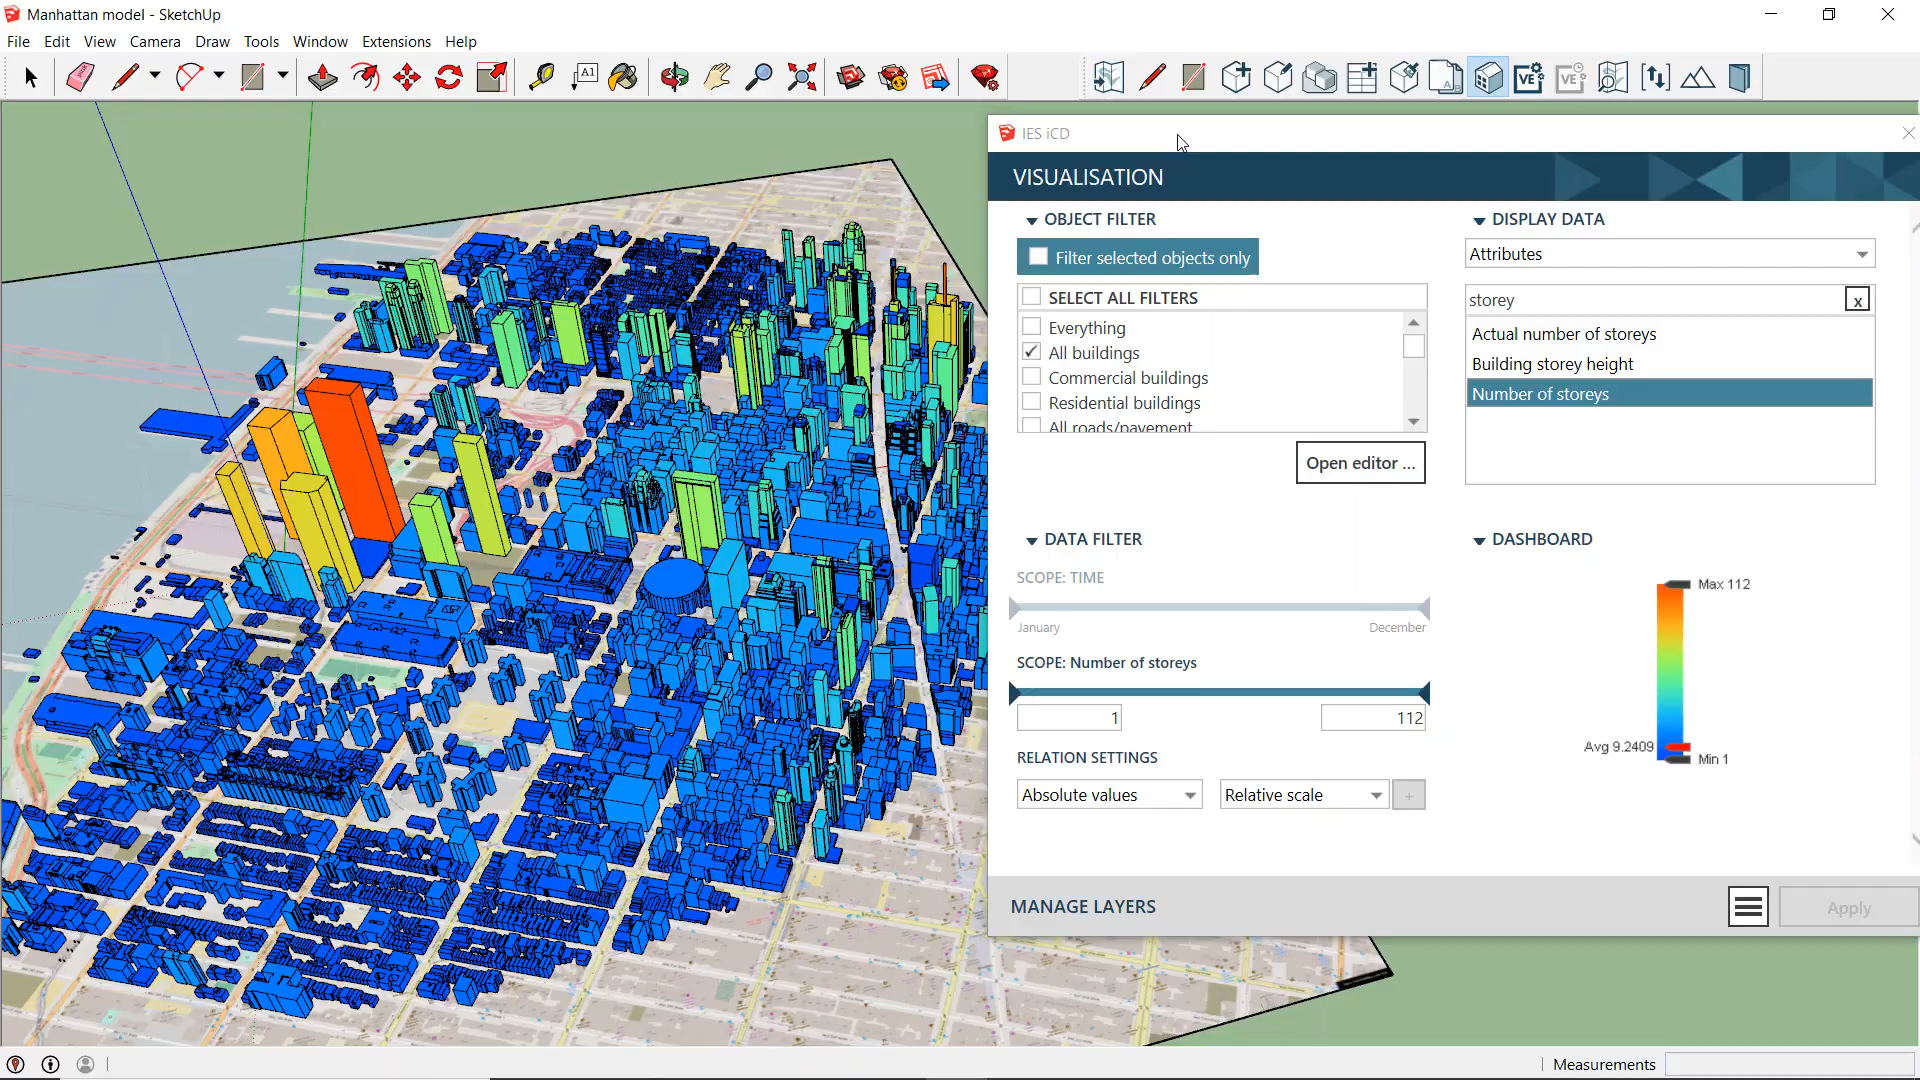 Manhattan model - SketchUp
File Edit View Camera Draw Tools Window Extensions Help
A1
VE
VE
IES iCD
VISUALISATION
OBJECT FILTER
Filter selected objects only
SELECT ALL FILTERS
Everything
All buildings
Commercial buildings
Residential buildings
All roads/pavement
Open editor ...
DISPLAY DATA
Attributes
storey
x
Actual number of storeys
Building storey height
Number of storeys
DATA FILTER
SCOPE: TIME
January December
SCOPE: Number of storeys
1 112
RELATION SETTINGS
Absolute values Relative scale +
DASHBOARD
Max 112
Avg 9.2409
Min 1
MANAGE LAYERS
Apply
Measurements